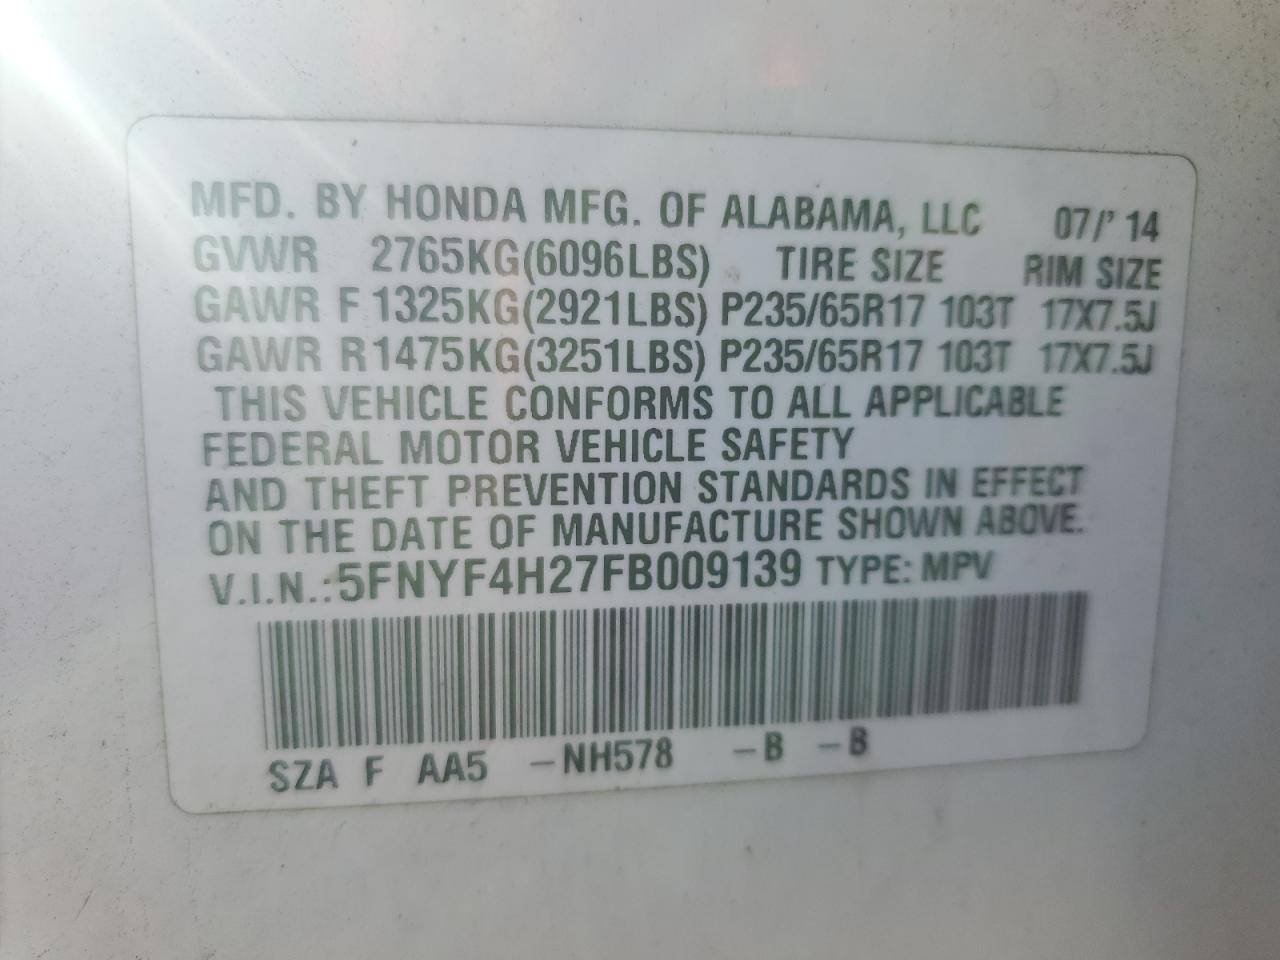 MFD. BY HONDA MFG. OF ALABAMA, LLC 07/'14
GVWR 2765KG(6096LBS) TIRE SIZE RIM SIZE
GAWR F 1325KG(2921LBS) P235/65R17 103T 17X7.5J
GAWR R 1475KG(3251LBS) P235/65R17 103T 17X7.5J
THIS VEHICLE CONFORMS TO ALL APPLICABLE
FEDERAL MOTOR VEHICLE SAFETY
AND THEFT PREVENTION STANDARDS IN EFFECT
ON THE DATE OF MANUFACTURE SHOWN ABOVE.
V.I.N.:5FNYF4H27FB009139 TYPE: MPV
SZA F AA5 –NH578 –B –B